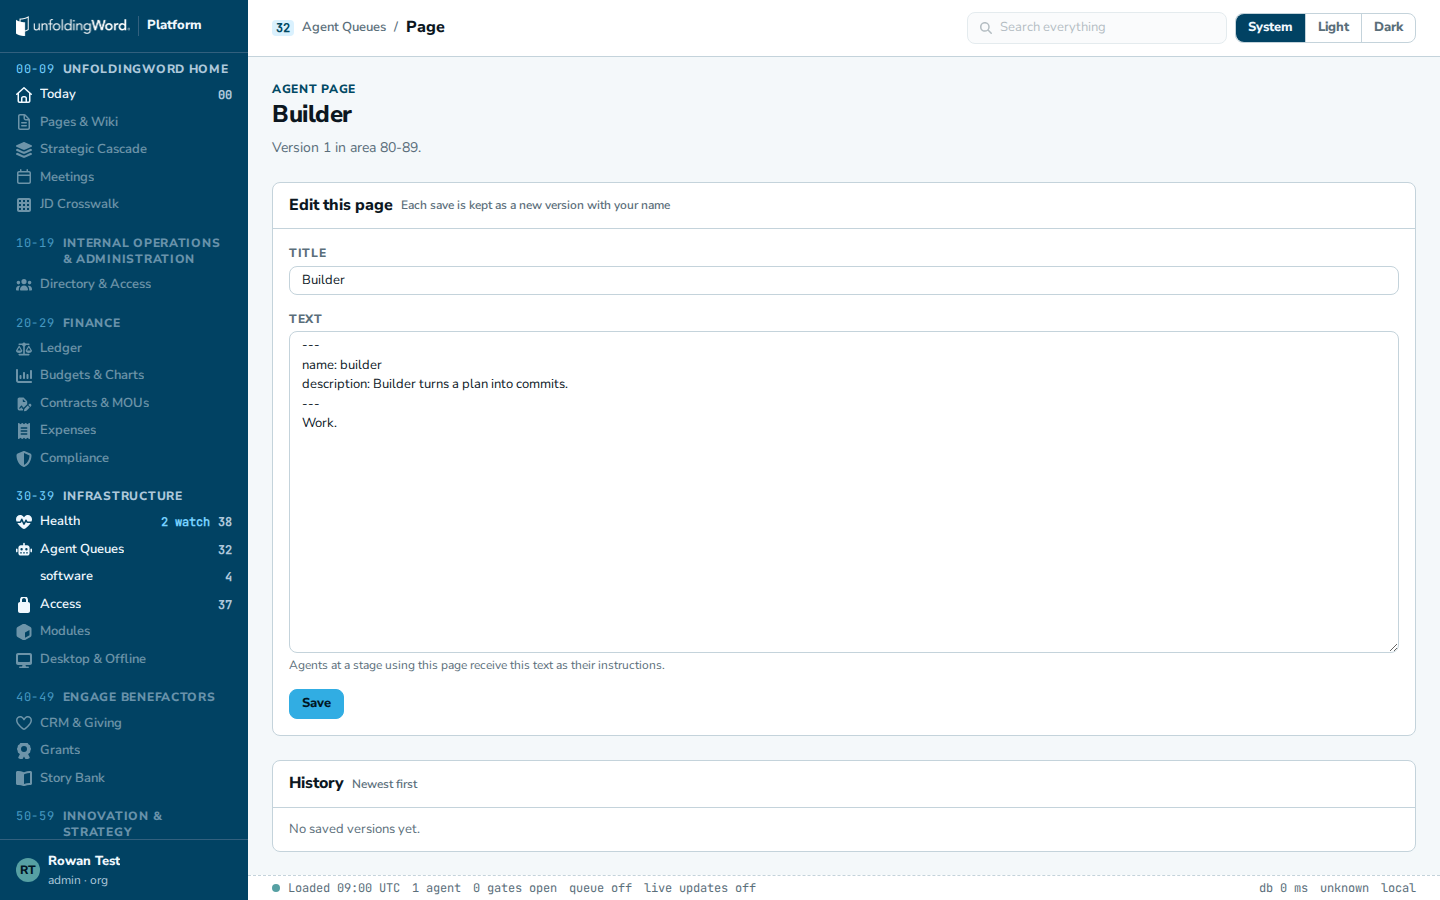 unfoldingWord Platform
00-09 UNFOLDINGWORD HOME
Today 00
Pages & Wiki
Strategic Cascade
Meetings
JD Crosswalk
10-19 INTERNAL OPERATIONS
& ADMINISTRATION
Directory & Access
20-29 FINANCE
Ledger
Budgets & Charts
Contracts & MOUs
Expenses
Compliance
30-39 INFRASTRUCTURE
Health 2 watch 38
Agent Queues 32
software 4
Access 37
Modules
Desktop & Offline
40-49 ENGAGE BENEFACTORS
CRM & Giving
Grants
Story Bank
50-59 INNOVATION &
STRATEGY
RT Rowan Test
admin · org
32 Agent Queues / Page
Search everything
System Light Dark
AGENT PAGE
Builder
Version 1 in area 80-89.
Edit this page Each save is kept as a new version with your name
TITLE
Builder
TEXT
---
name: builder
description: Builder turns a plan into commits.
---
Work.
Agents at a stage using this page receive this text as their instructions.
Save
History Newest first
No saved versions yet.
Loaded 09:00 UTC 1 agent 0 gates open queue off live updates off
db 0 ms unknown local